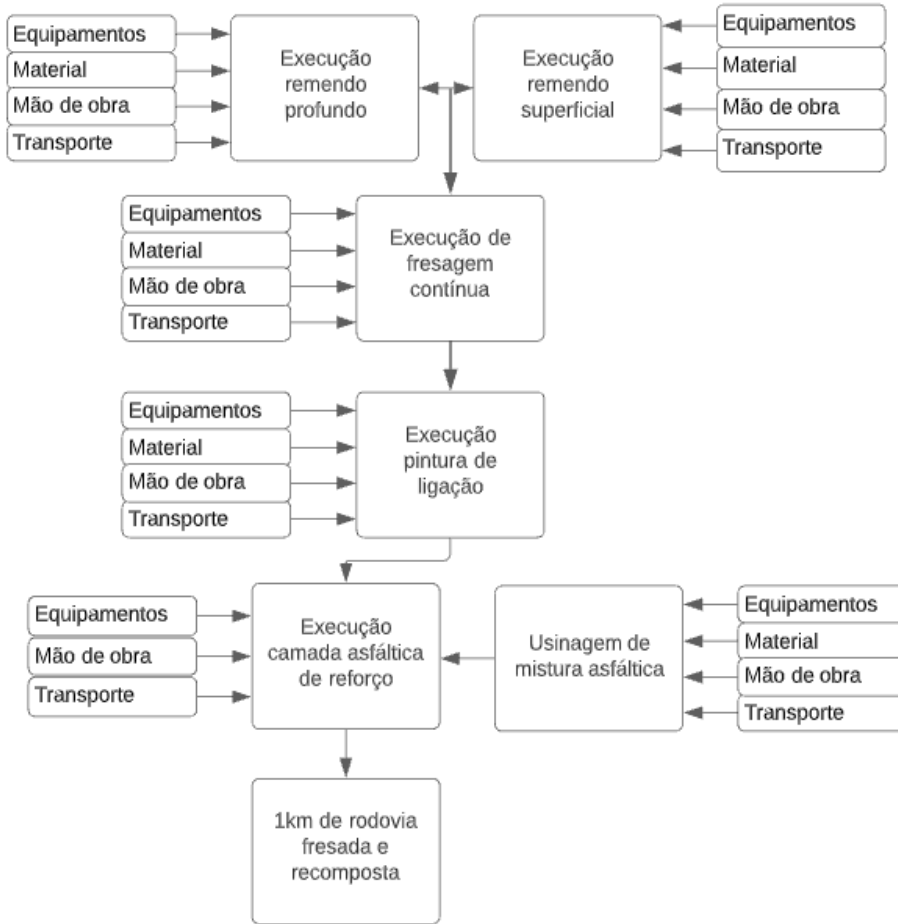 Equipamentos
Material
Mão de obra
Transporte
Execução
remendo
profundo
Execução
remendo
superficial
Equipamentos
Material
Mão de obra
Transporte
Equipamentos
Material
Mão de obra
Transporte
Execução de
fresagem
contínua
Equipamentos
Material
Mão de obra
Transporte
Execução
pintura de
ligação
Equipamentos
Mão de obra
Transporte
Execução
camada asfáltica
de reforço
Usinagem de
mistura asfáltica
Equipamentos
Material
Mão de obra
Transporte
1km de rodovia
fresada e
recomposta